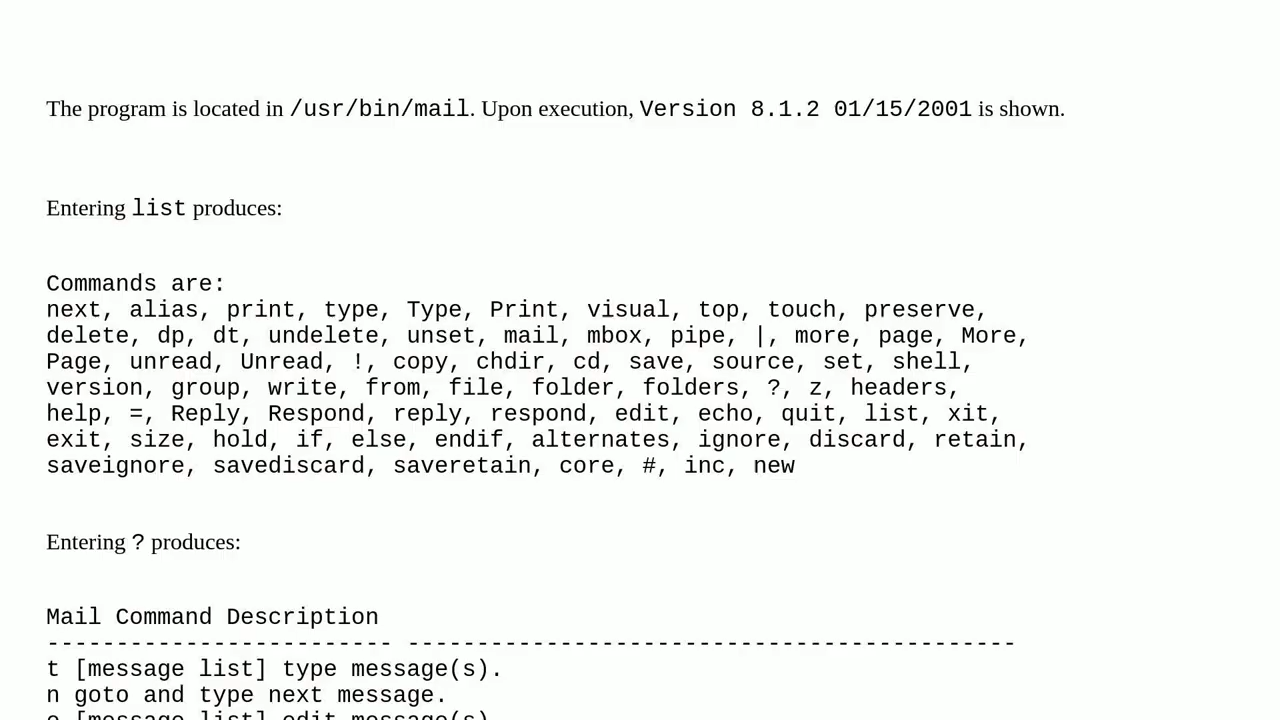 The program is located in /usr/bin/mail. Upon execution, Version 8.1.2 01/15/2001 is shown.
Entering list produces:
Commands are:
next, alias, print, type, Type, Print, visual, top, touch, preserve,
delete, dp, dt, undelete, unset, mail, mbox, pipe, |, more, page, More,
Page, unread, Unread, !, copy, chdir, cd, save, source, set, shell,
version, group, write, from, file, folder, folders, ?, z, headers,
help, =, Reply, Respond, reply, respond, edit, echo, quit, list, xit,
exit, size, hold, if, else, endif, alternates, ignore, discard, retain,
saveignore, savediscard, saveretain, core, #, inc, new
Entering ? produces:
Mail Command Description
------------------------- --------------------------------------------
t [message list] type message(s).
n goto and type next message.
e [message list] edit message(s)